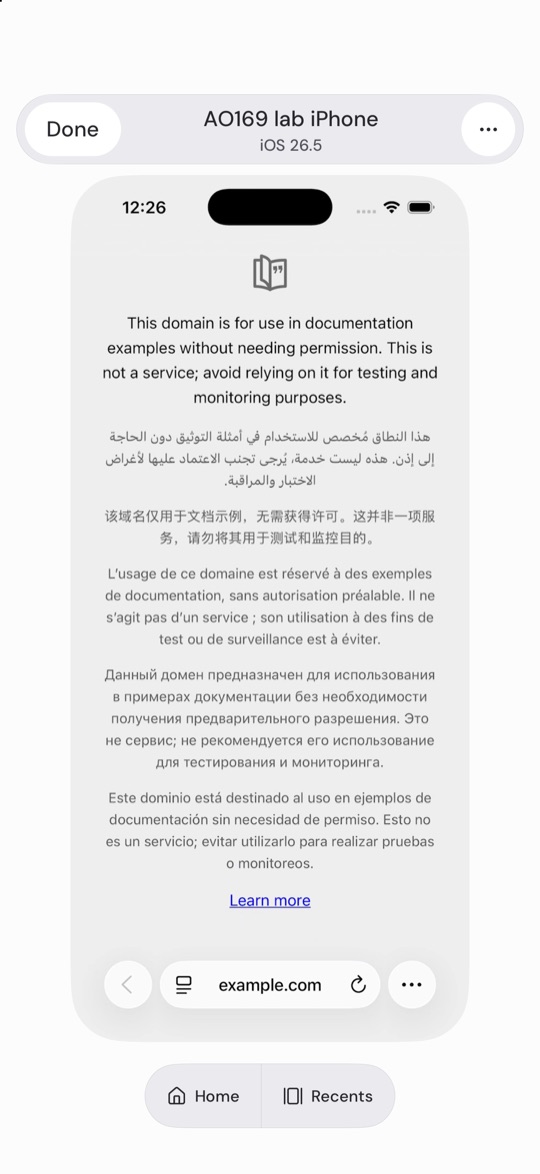 Done
AO169 lab iPhone
iOS 26.5
12:26
This domain is for use in documentation
examples without needing permission. This is
not a service; avoid relying on it for testing and
monitoring purposes.
هذا النطاق مُخصص للاستخدام في أمثلة التوثيق دون الحاجة
إلى إذن. هذه ليست خدمة، يُرجى تجنب الاعتماد عليها لأغراض
الاختبار والمراقبة.
该域名仅用于文档示例，无需获得许可。这并非一项服
务，请勿将其用于测试和监控目的。
L’usage de ce domaine est réservé à des exemples
de documentation, sans autorisation préalable. Il ne
s’agit pas d’un service ; son utilisation à des fins de
test ou de surveillance est à éviter.
Данный домен предназначен для использования
в примерах документации без необходимости
получения предварительного разрешения. Это
не сервис; не рекомендуется его использование
для тестирования и мониторинга.
Este dominio está destinado al uso en ejemplos de
documentación sin necesidad de permiso. Esto no
es un servicio; evitar utilizarlo para realizar pruebas
o monitoreos.
Learn more
example.com
Home
Recents